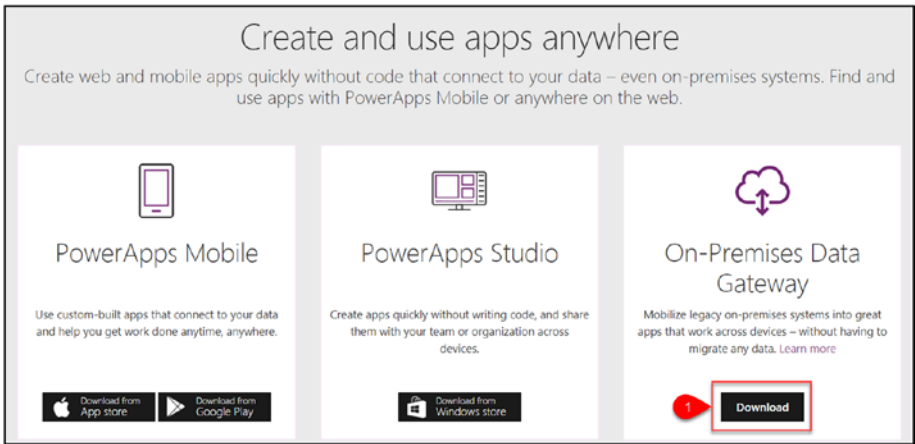 Create and use apps anywhere
Create web and mobile apps quickly without code that connect to your data – even on-premises systems. Find and
use apps with PowerApps Mobile or anywhere on the web.
PowerApps Mobile
Use custom-built apps that connect to your data
and help you get work done anytime, anywhere.
Download from
App store
Download from
Google Play
PowerApps Studio
Create apps quickly without writing code, and share
them with your team or organization across
devices.
Download from
Windows store
On-Premises Data
Gateway
Mobilize legacy on-premises systems into great
apps that work across devices – without having to
migrate any data. Learn more
1
Download